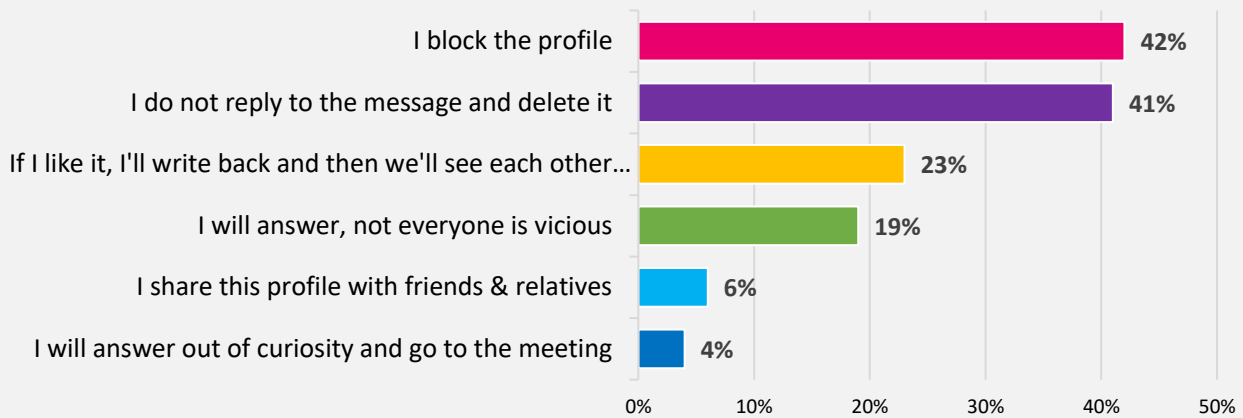 I block the profile 42%
I do not reply to the message and delete it 41%
If I like it, I'll write back and then we'll see each other... 23%
I will answer, not everyone is vicious 19%
I share this profile with friends & relatives 6%
I will answer out of curiosity and go to the meeting 4%
0% 10% 20% 30% 40% 50%